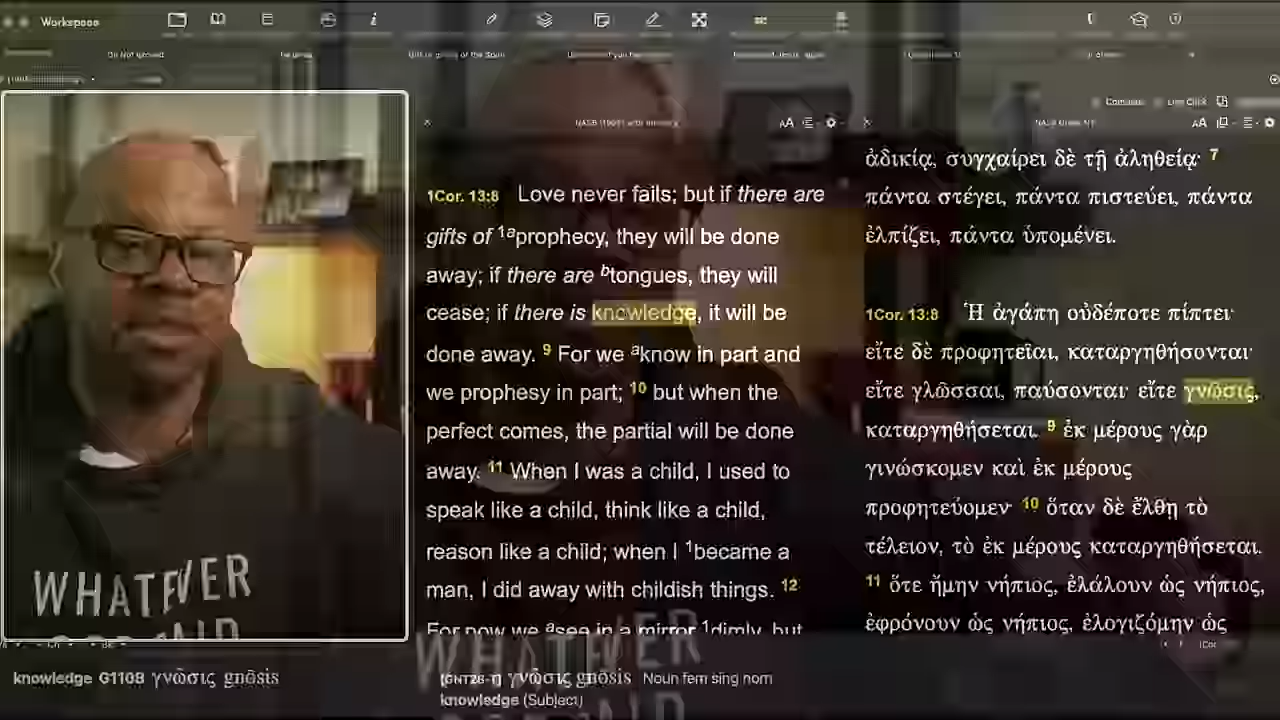 Workspace
1Cor. 13:8 Love never fails; but if there are
gifts of 1aprophecy, they will be done
away; if there are btongues, they will
cease; if there is knowledge, it will be
done away. 9 For we aknow in part and
we prophesy in part; 10 but when the
perfect comes, the partial will be done
away. 11 When I was a child, I used to
speak like a child, think like a child,
reason like a child; when I 1became a
man, I did away with childish things. 12
For now we asee in a mirror 1dimly, but
ἀδικίᾳ, συγχαίρει δὲ τῇ ἀληθείᾳ· 7
πάντα στέγει, πάντα πιστεύει, πάντα
ἐλπίζει, πάντα ὑπομένει.
1Cor. 13:8 Ἡ ἀγάπη οὐδέποτε πίπτει·
εἴτε δὲ προφητεῖαι, καταργηθήσονται·
εἴτε γλῶσσαι, παύσονται· εἴτε γνῶσις,
καταργηθήσεται. 9 ἐκ μέρους γὰρ
γινώσκομεν καὶ ἐκ μέρους
προφητεύομεν· 10 ὅταν δὲ ἔλθῃ τὸ
τέλειον, τὸ ἐκ μέρους καταργηθήσεται.
11 ὅτε ἤμην νήπιος, ἐλάλουν ὡς νήπιος,
ἐφρόνουν ὡς νήπιος, ἐλογιζόμην ὡς
WHATEVER
knowledge G1108 γνῶσις gnōsis
γνῶσις gnōsis Noun fem sing nom
knowledge (Subject)